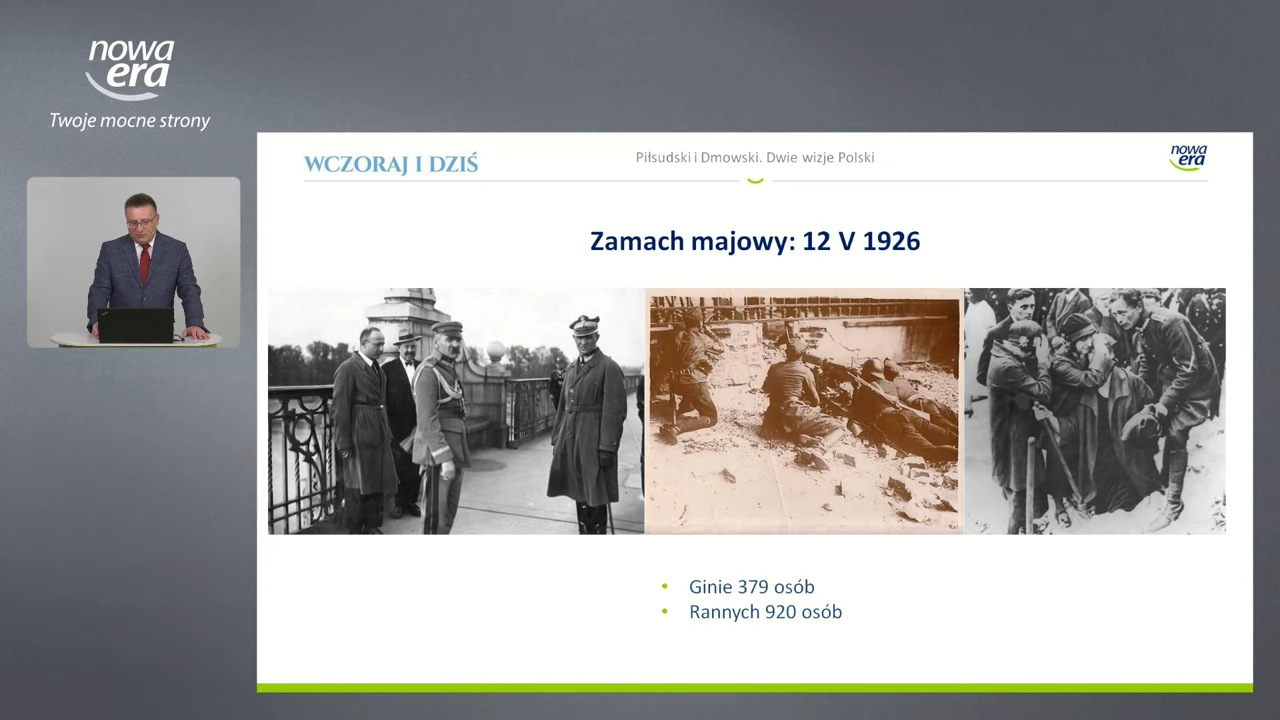 nowa
era
Twoje mocne strony
WCZORAJ I DZIŚ
Piłsudski i Dmowski. Dwie wizje Polski
nowa
era
Zamach majowy: 12 V 1926
• Ginie 379 osób
• Rannych 920 osób